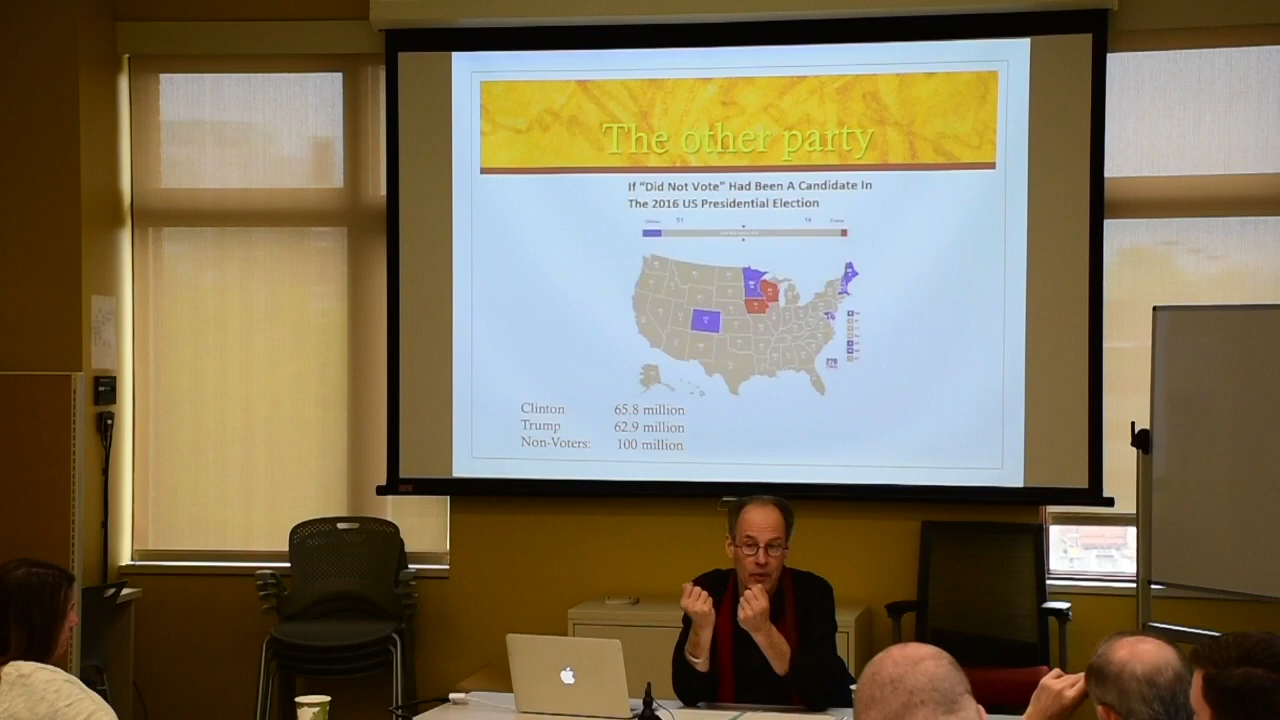 The other party
If "Did Not Vote" Had Been A Candidate In
The 2016 US Presidential Election
Clinton 65.8 million
Trump 62.9 million
Non-Voters: 100 million